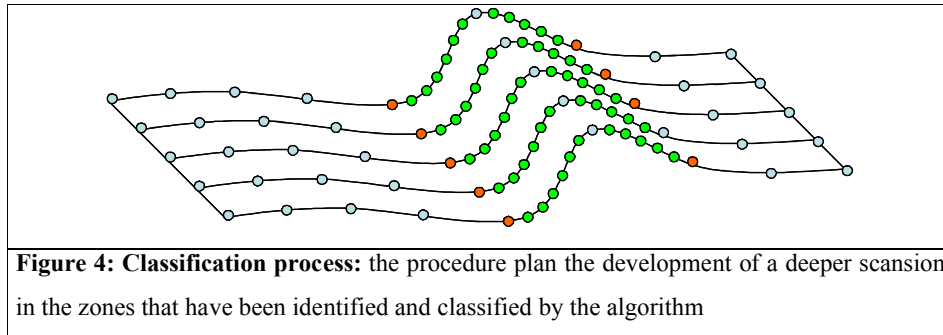 Figure 4: Classification process: the procedure plan the development of a deeper scansion
in the zones that have been identified and classified by the algorithm